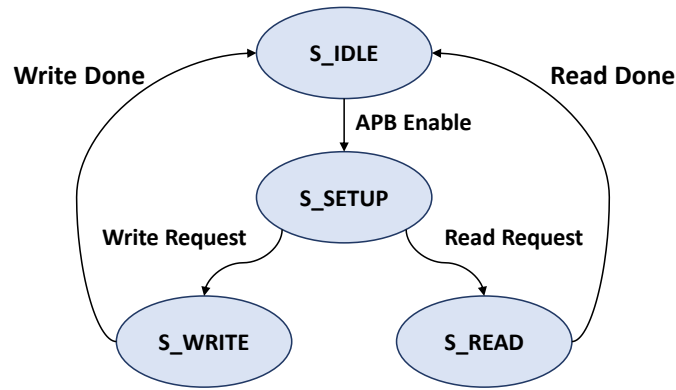 S_IDLE
Write Done
Read Done
APB Enable
S_SETUP
Write Request
Read Request
S_WRITE
S_READ